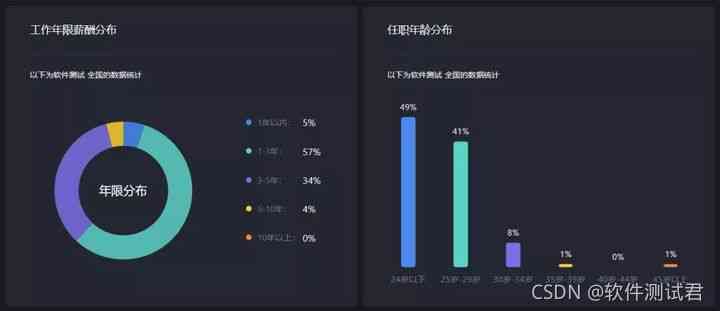 工作年限薪酬分布
以下为软件测试 全国的数据统计
年限分布
1年以内: 5%
1-3年: 57%
3-5年: 34%
5-10年: 4%
10年以上: 0%
任职年龄分布
以下为软件测试 全国的数据统计
49%
41%
8%
1%
0%
1%
24岁以下
25岁-29岁
30岁-34岁
35岁-39岁
40岁-44岁
45岁以上
CSDN @软件测试君